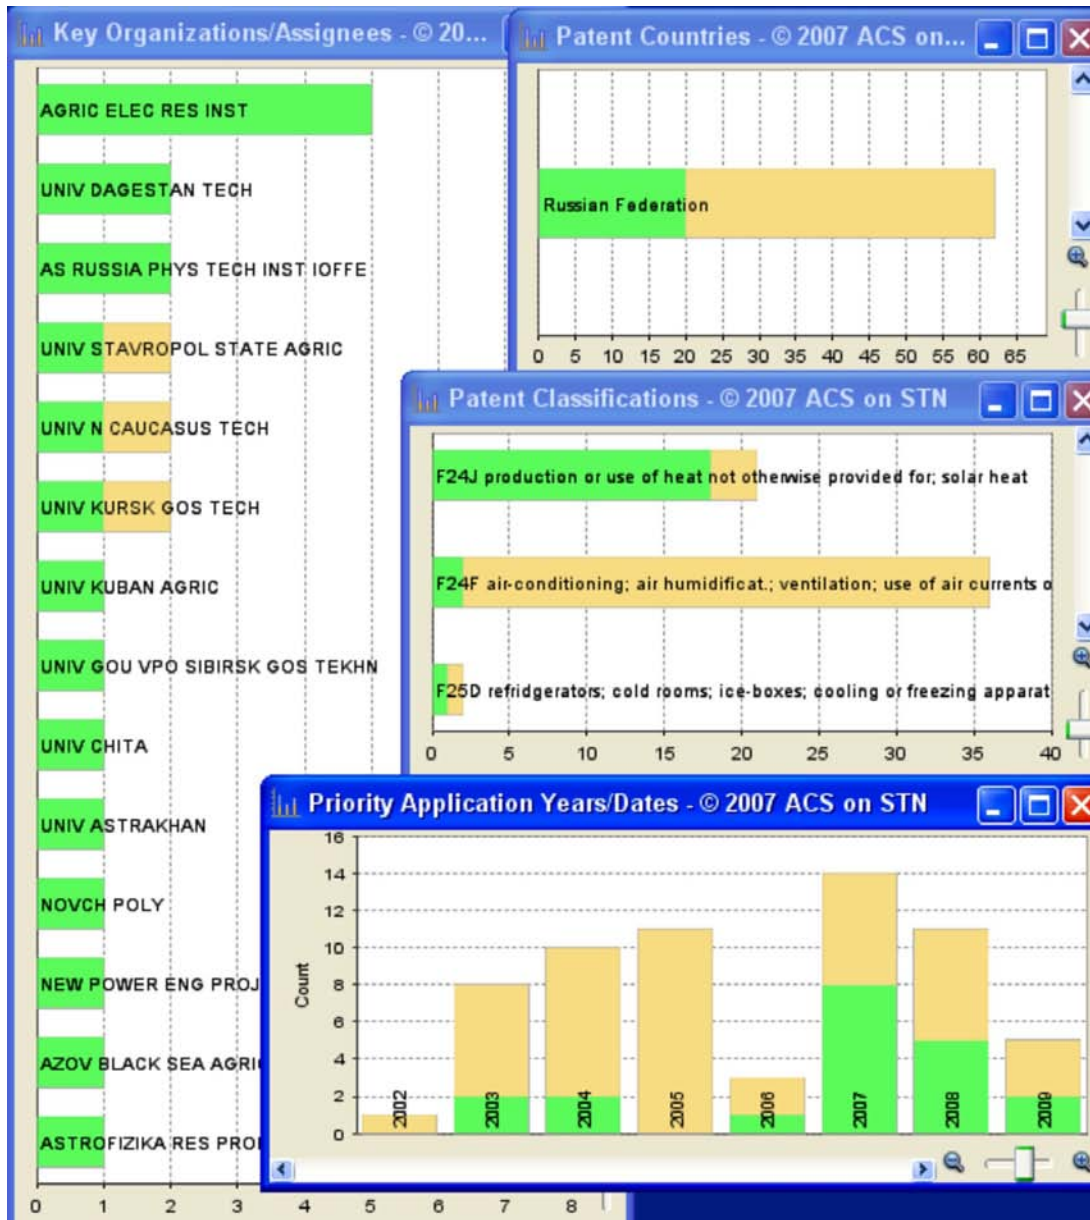 Key Organizations/Assignees - © 20...
AGRIC ELEC RES INST
UNIV DAGESTAN TECH
AS RUSSIA PHYS TECH INST IOFFE
UNIV STAVROPOL STATE AGRIC
UNIV N CAUCASUS TECH
UNIV KURSK GOS TECH
UNIV KUBAN AGRIC
UNIV GOU VPO SIBIRSK GOS TEKHN
UNIV CHITA
UNIV ASTRAKHAN
NOVCH POLY
NEW POWER ENG PROJ
AZOV BLACK SEA AGRIC
ASTROFIZIKA RES PRO
0 1 2 3 4 5 6 7 8
Patent Countries - © 2007 ACS on...
Russian Federation
0 5 10 15 20 25 30 35 40 45 50 55 60 65
Patent Classifications - © 2007 ACS on STN
F24J production or use of heat not otherwise provided for; solar heat
F24F air-conditioning; air humidificat.; ventilation; use of air currents o
F25D refridgerators; cold rooms; ice-boxes; cooling or freezing apparat
0 5 10 15 20 25 30 35 40
Priority Application Years/Dates - © 2007 ACS on STN
Count
16
14
12
10
8
6
4
2
0
2002 2003 2004 2005 2006 2007 2008 2009